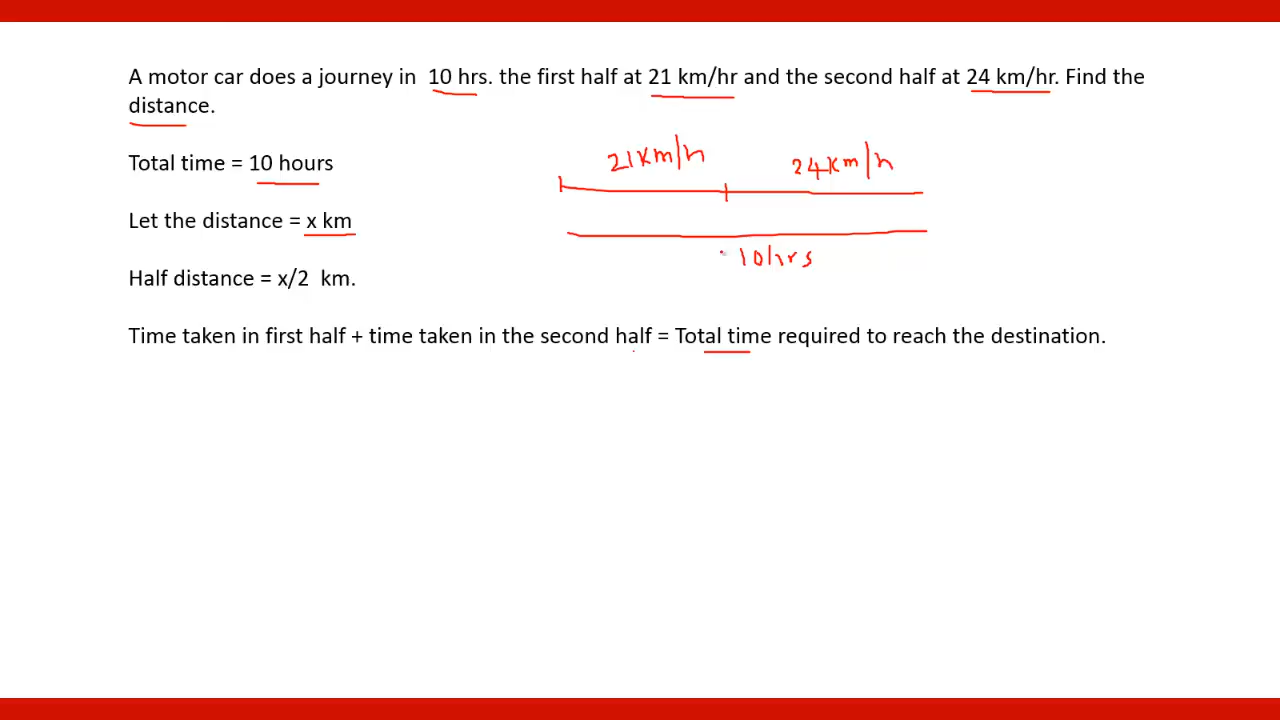 A motor car does a journey in  10 hrs. the first half at 21 km/hr and the second half at 24 km/hr. Find the
distance.
21km/h
24km/h
Total time = 10 hours
Let the distance = x km
10hrs
Half distance = x/2  km.
Time taken in first half + time taken in the second half = Total time required to reach the destination.